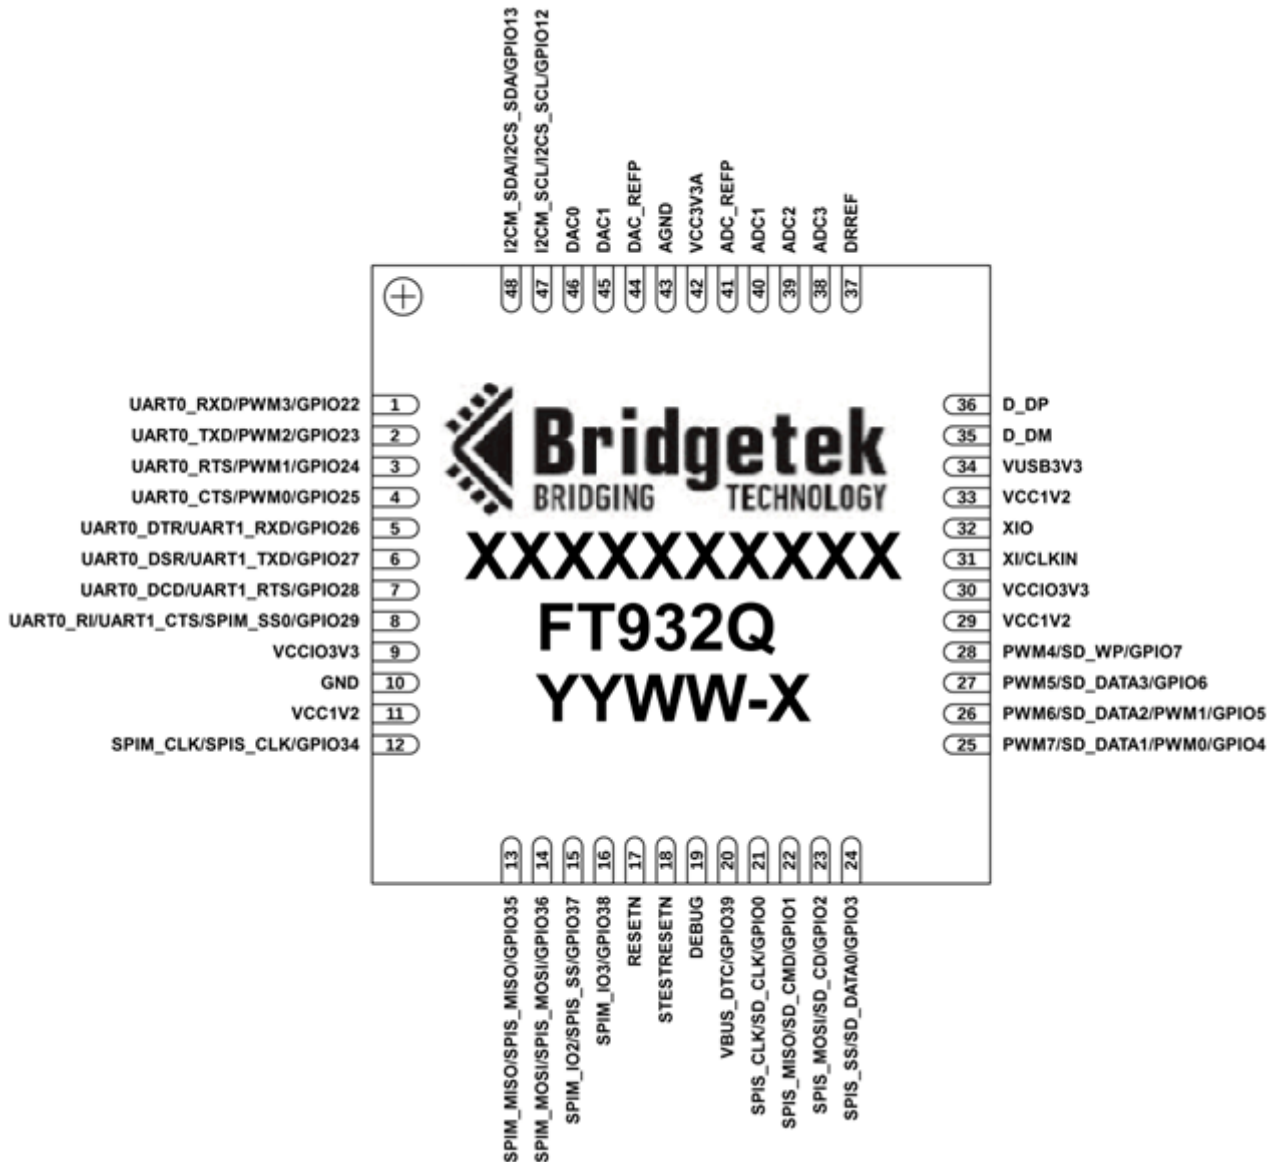 I2CM_SDA/I2CS_SDA/GPIO13
I2CM_SCL/I2CS_SCL/GPIO12
DAC0
DAC1
DAC_REFP
AGND
VCC3V3A
ADC_REFP
ADC1
ADC2
ADC3
DRREF
48
47
46
45
44
43
42
41
40
39
38
37
UART0_RXD/PWM3/GPIO22 1
UART0_TXD/PWM2/GPIO23 2
UART0_RTS/PWM1/GPIO24 3
UART0_CTS/PWM0/GPIO25 4
UART0_DTR/UART1_RXD/GPIO26 5
UART0_DSR/UART1_TXD/GPIO27 6
UART0_DCD/UART1_RTS/GPIO28 7
UART0_RI/UART1_CTS/SPIM_SS0/GPIO29 8
VCCIO3V3 9
GND 10
VCC1V2 11
SPIM_CLK/SPIS_CLK/GPIO34 12
Bridgetek
BRIDGING TECHNOLOGY
XXXXXXXXXX
FT932Q
YYWW-X
36 D_DP
35 D_DM
34 VUSB3V3
33 VCC1V2
32 XIO
31 XI/CLKIN
30 VCCIO3V3
29 VCC1V2
28 PWM4/SD_WP/GPIO7
27 PWM5/SD_DATA3/GPIO6
26 PWM6/SD_DATA2/PWM1/GPIO5
25 PWM7/SD_DATA1/PWM0/GPIO4
13
14
15
16
17
18
19
20
21
22
23
24
SPIM_MISO/SPIS_MISO/GPIO35
SPIM_MOSI/SPIS_MOSI/GPIO36
SPIM_IO2/SPIS_SS/GPIO37
SPIM_IO3/GPIO38
RESETN
STESTRESETN
DEBUG
VBUS_DTC/GPIO39
SPIS_CLK/SD_CLK/GPIO0
SPIS_MISO/SD_CMD/GPIO1
SPIS_MOSI/SD_CD/GPIO2
SPIS_SS/SD_DATA0/GPIO3